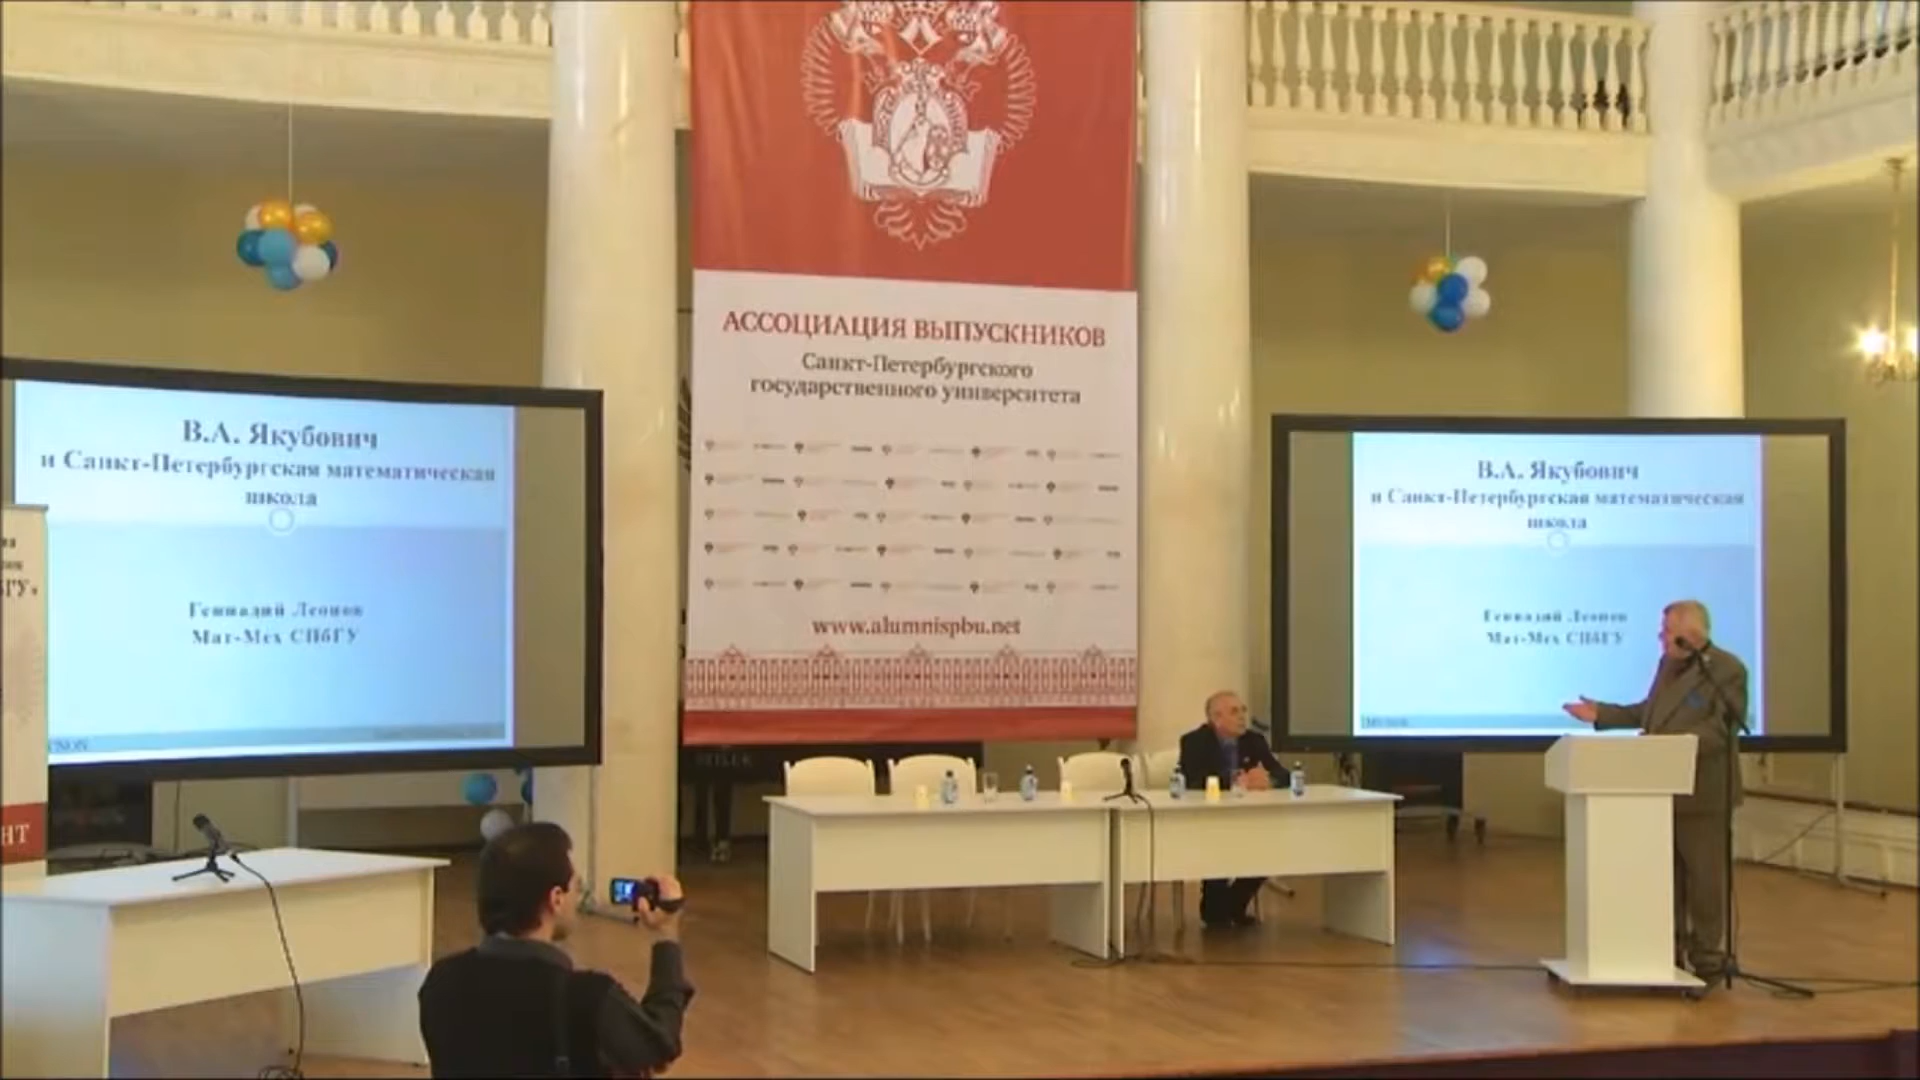 АССОЦИАЦИЯ ВЫПУСКНИКОВ
Санкт-Петербургского
государственного университета
www.alumnispbu.net
В.А. Якубович
и Санкт-Петербургская математическая
школа
Геннадий Леонов
Мат-Мех СПбГУ
В.А. Якубович
и Санкт-Петербургская математическая
школа
Геннадий Леонов
Мат-Мех СПбГУ